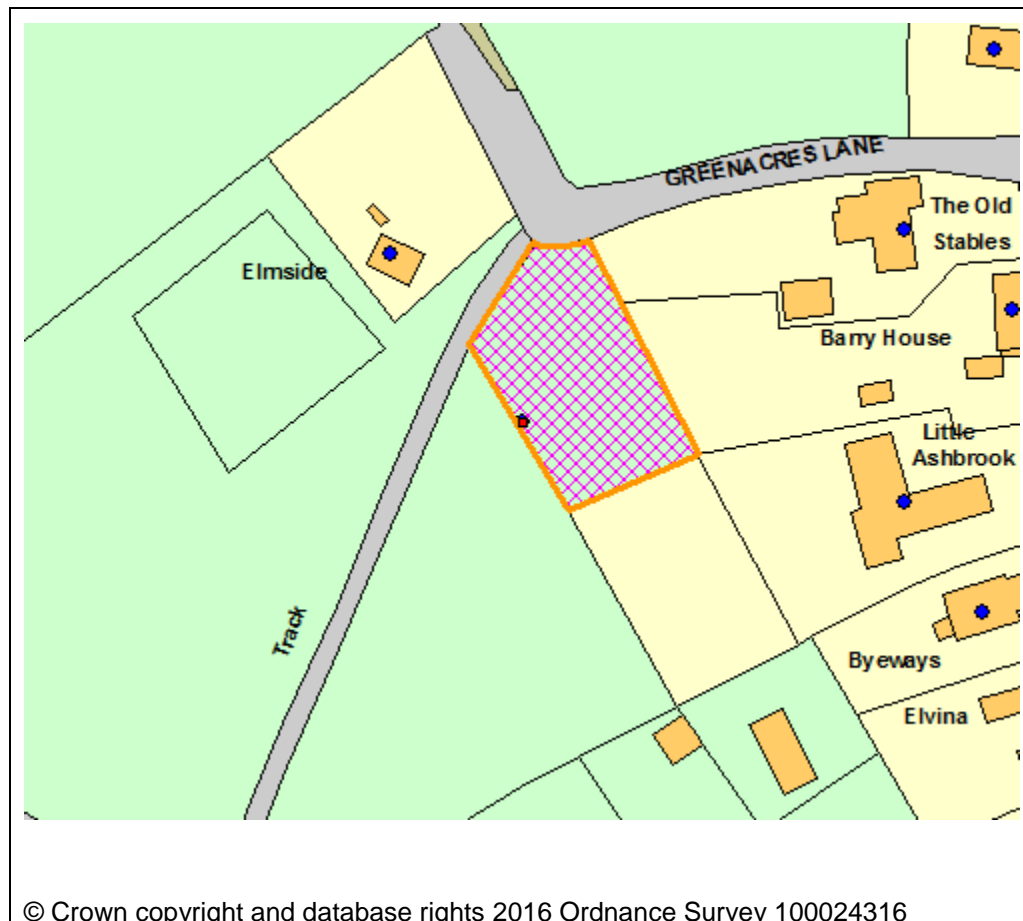 GREENACRES LANE
The Old
Stables
Elmside
Barry House
Little
Ashbrook
Track
Byeways
Elvina
© Crown copyright and database rights 2016 Ordnance Survey 100024316